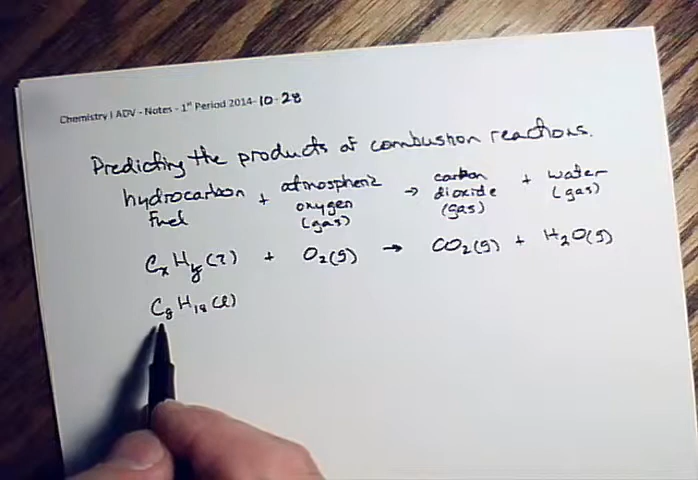 Chemistry I ADV - Notes - 1st Period 2014-10-28
Predicting the products of combustion reactions.
hydrocarbon + atmospheric → carbon + water
fuel oxygen dioxide (gas)
(gas) (gas)
CxHy(?) + O2(g) → CO2(g) + H2O(g)
C8H18(l)